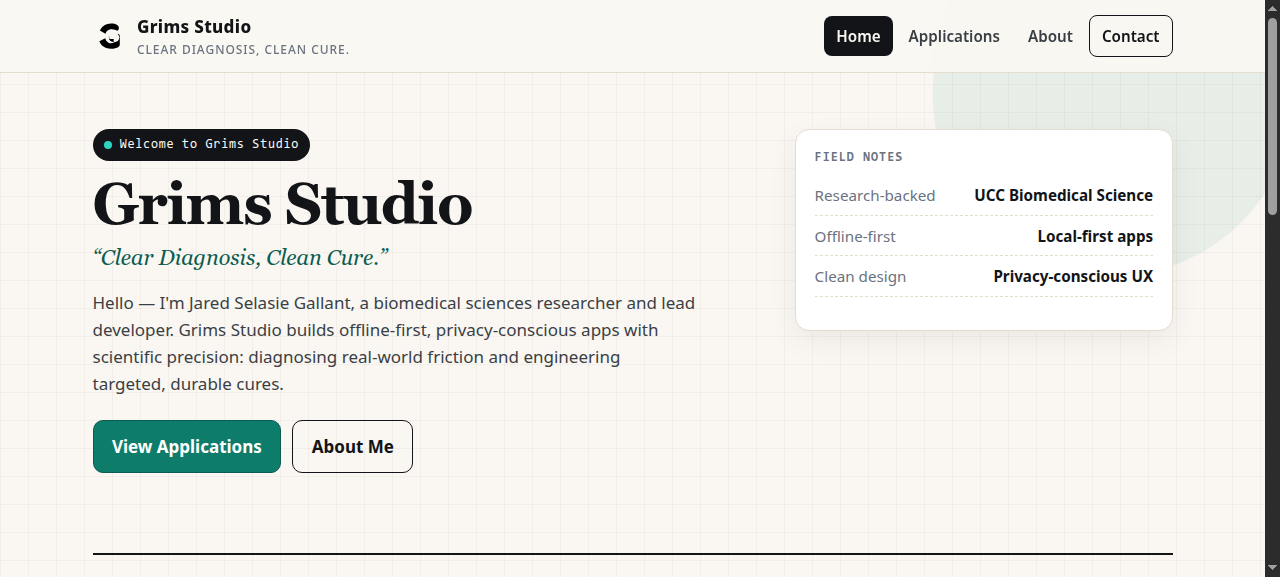 Grims Studio
CLEAR DIAGNOSIS, CLEAN CURE.
Home
Applications
About
Contact
Welcome to Grims Studio
Grims Studio
“Clear Diagnosis, Clean Cure.”
Hello — I'm Jared Selasie Gallant, a biomedical sciences researcher and lead
developer. Grims Studio builds offline-first, privacy-conscious apps with
scientific precision: diagnosing real-world friction and engineering
targeted, durable cures.
View Applications
About Me
FIELD NOTES
Research-backed UCC Biomedical Science
Offline-first Local-first apps
Clean design Privacy-conscious UX